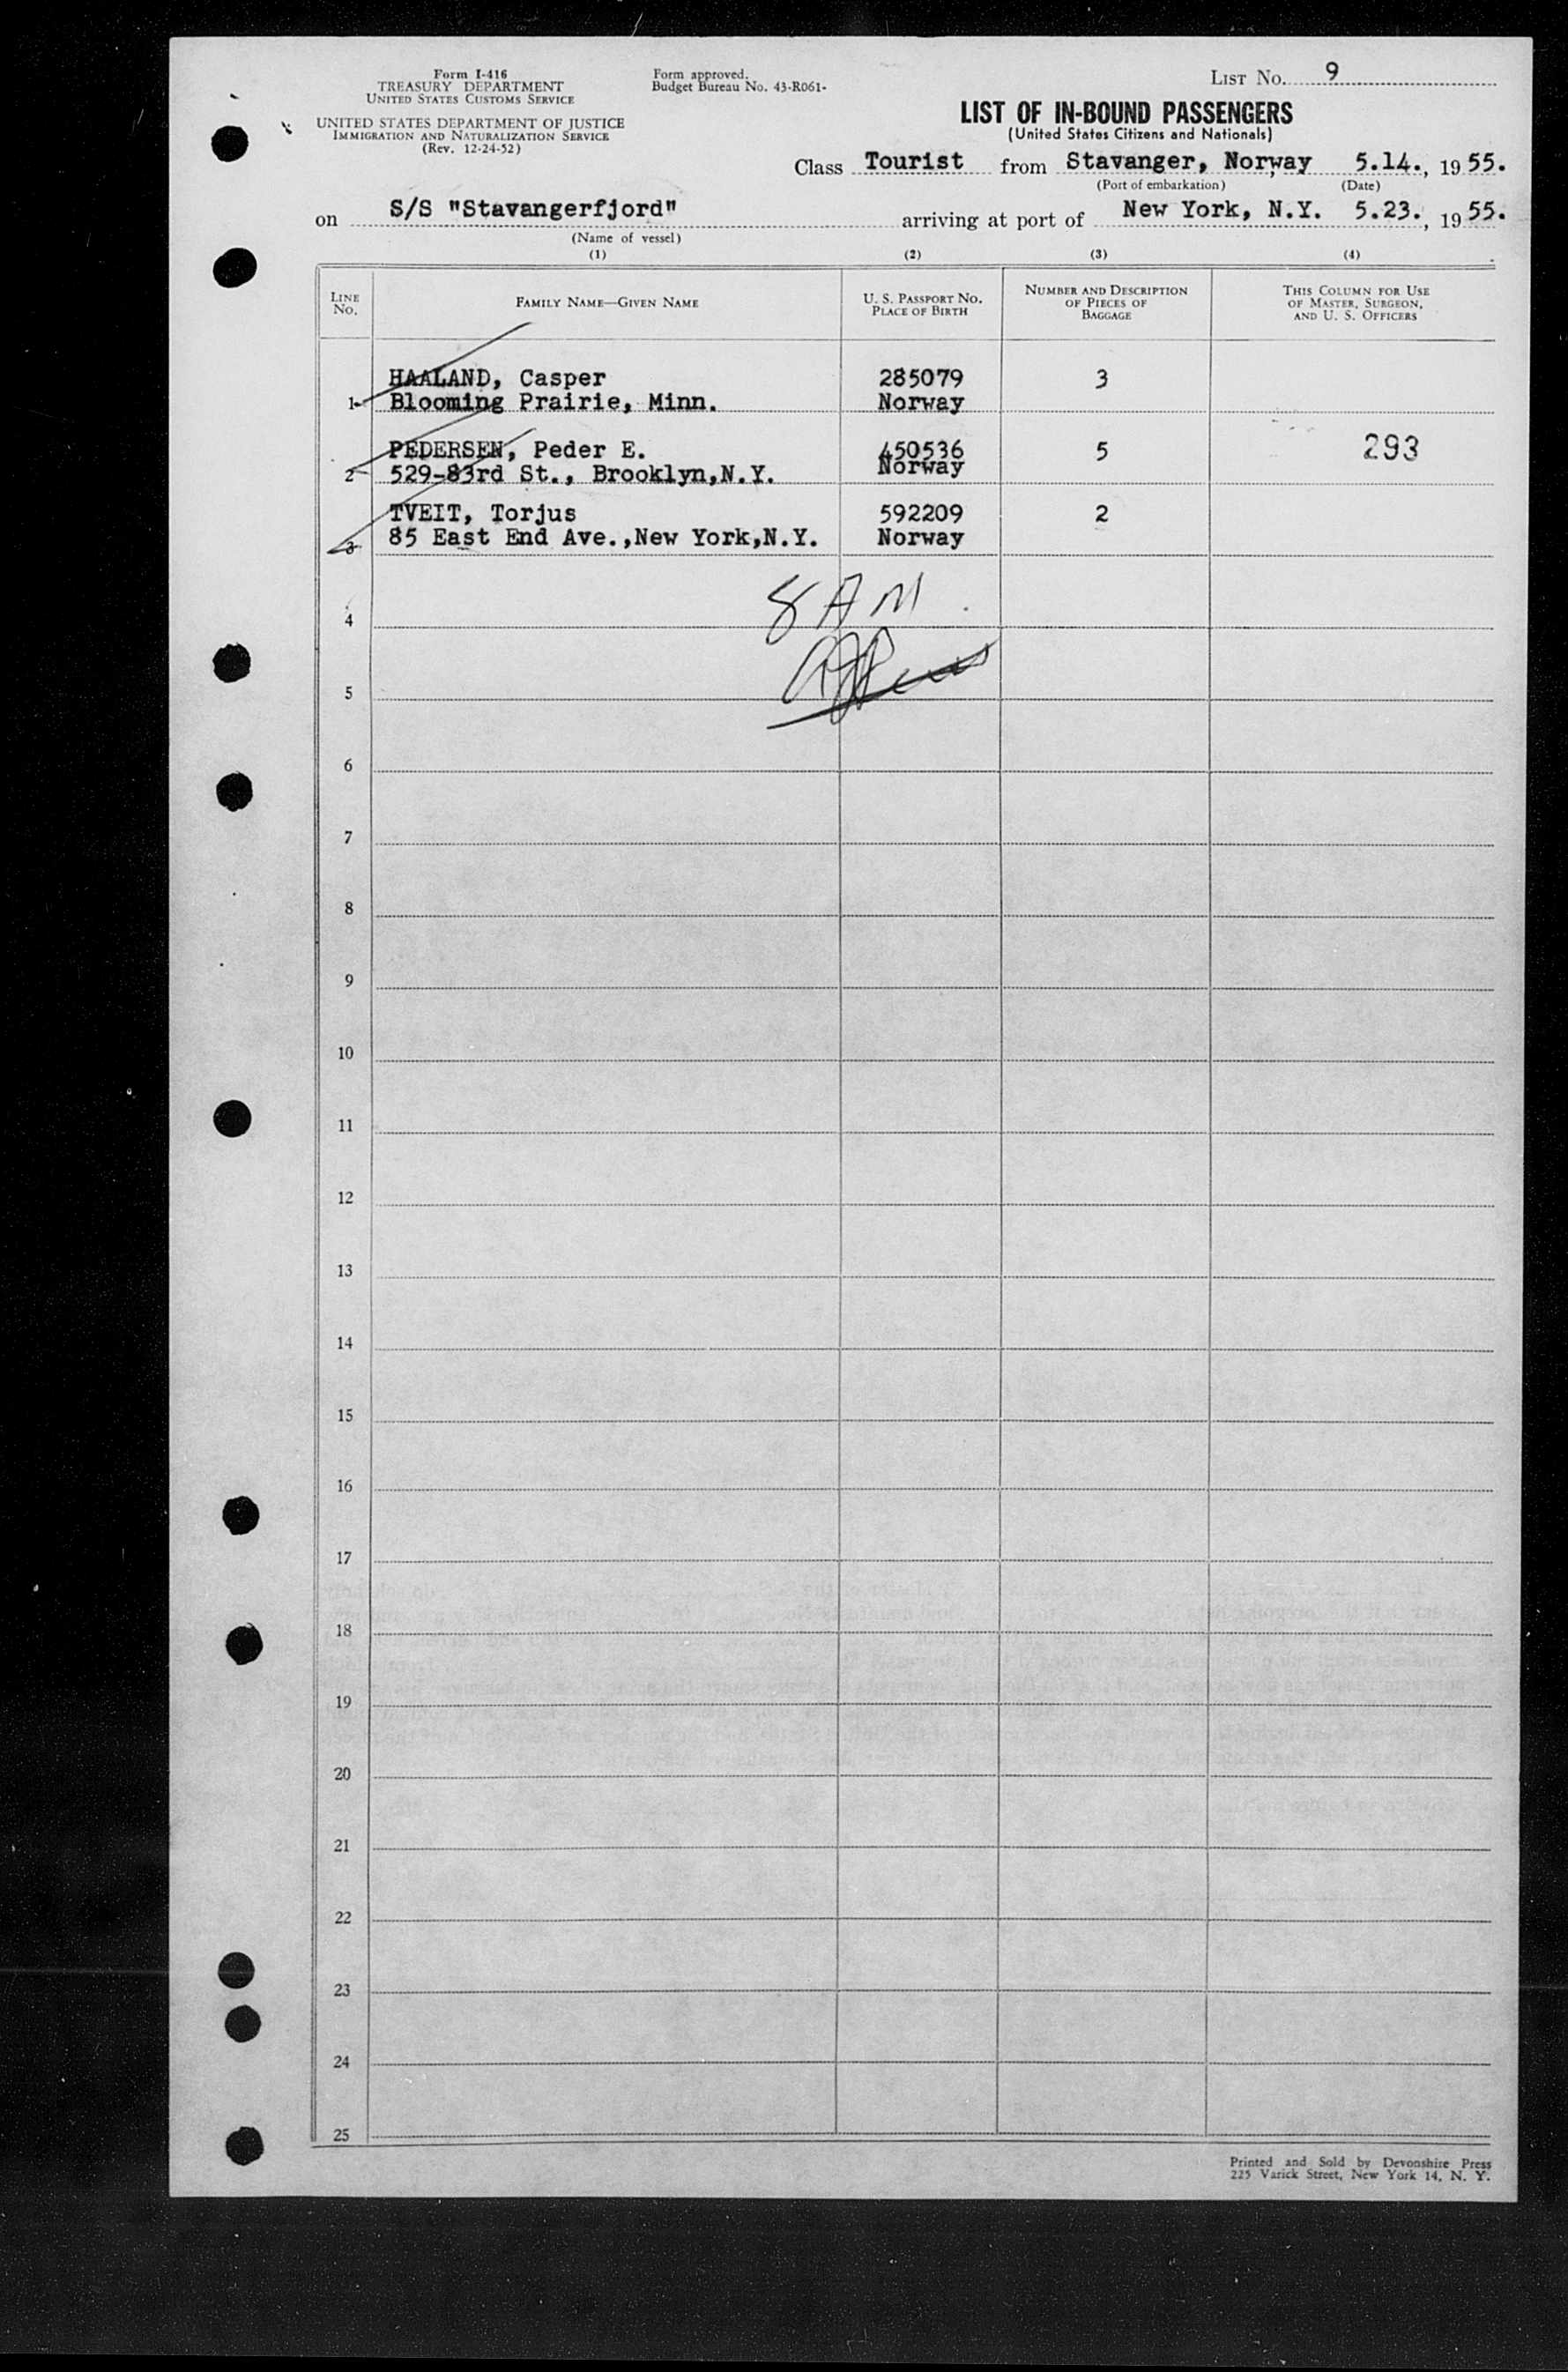 Form I-416
TREASURY DEPARTMENT
UNITED STATES CUSTOMS SERVICE
UNITED STATES DEPARTMENT OF JUSTICE
IMMIGRATION AND NATURALIZATION SERVICE
(Rev. 12-24-52)
Form approved.
Budget Bureau No. 43-R061-
LIST No. 9
LIST OF IN-BOUND PASSENGERS
(United States Citizens and Nationals)
Class Tourist from Stavanger, Norway 5.14., 1955.
(Port of embarkation) (Date)
on S/S "Stavangerfjord" arriving at port of New York, N.Y. 5.23., 1955.
(Name of vessel)
(1) (2) (3) (4)
LINE No. FAMILY NAME—GIVEN NAME U. S. PASSPORT No. PLACE OF BIRTH NUMBER AND DESCRIPTION OF PIECES OF BAGGAGE THIS COLUMN FOR USE OF MASTER, SURGEON, AND U. S. OFFICERS
HAALAND, Casper 285079 3
1 Blooming Prairie, Minn. Norway
PEDERSEN, Peder E. 450536 5 293
2 529-83rd St., Brooklyn,N.Y. Norway
TVEIT, Torjus 592209 2
3 85 East End Ave.,New York,N.Y. Norway
8 AM
4
5
6
7
8
9
10
11
12
13
14
15
16
17
18
19
20
21
22
23
24
25
Printed and Sold by Devonshire Press
225 Varick Street, New York 14, N. Y.